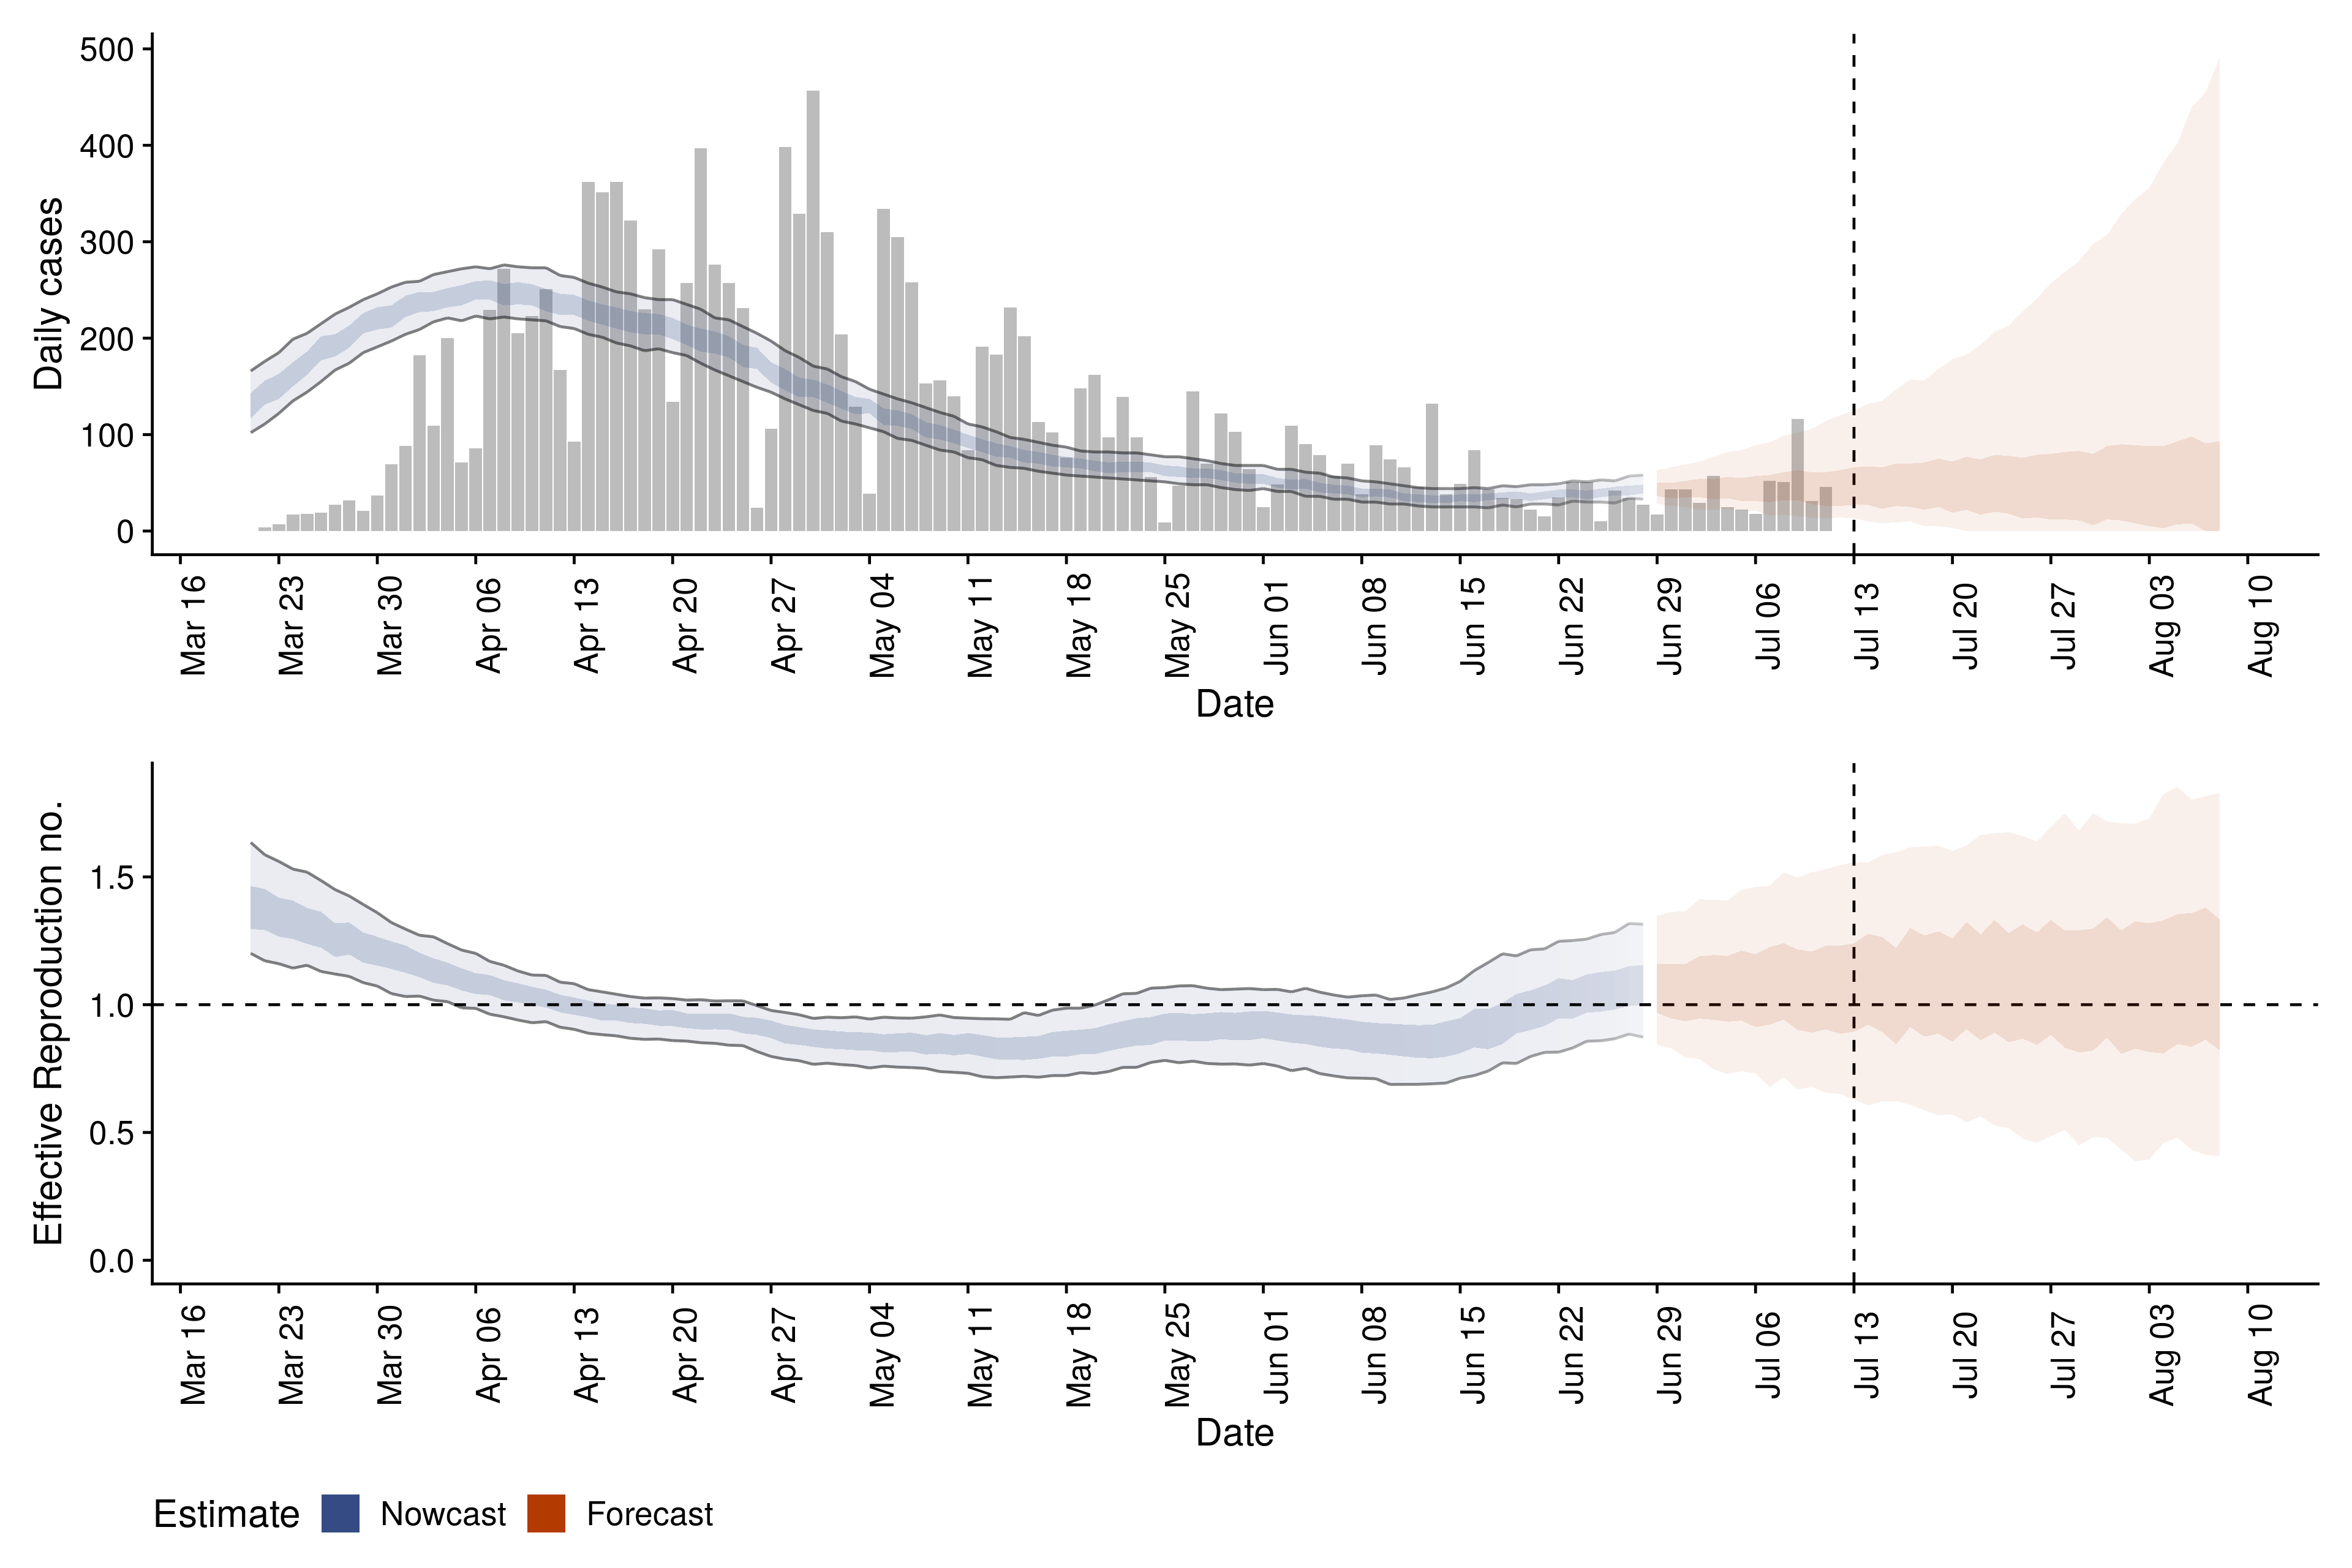 Daily cases
500
400
300
200
100
0
Mar 16
Mar 23
Mar 30
Apr 06
Apr 13
Apr 20
Apr 27
May 04
May 11
May 18
May 25
Jun 01
Jun 08
Jun 15
Jun 22
Jun 29
Jul 06
Jul 13
Jul 20
Jul 27
Aug 03
Aug 10
Date
Effective Reproduction no.
1.5
1.0
0.5
0.0
Mar 16
Mar 23
Mar 30
Apr 06
Apr 13
Apr 20
Apr 27
May 04
May 11
May 18
May 25
Jun 01
Jun 08
Jun 15
Jun 22
Jun 29
Jul 06
Jul 13
Jul 20
Jul 27
Aug 03
Aug 10
Date
Estimate Nowcast Forecast